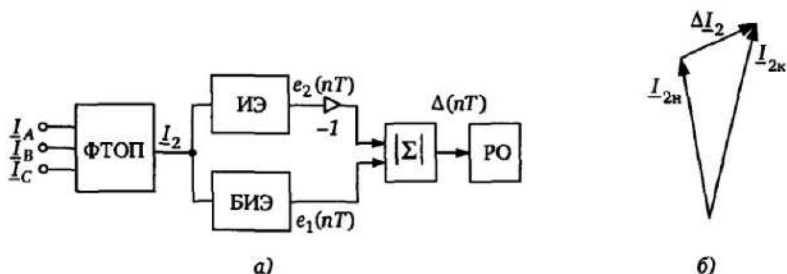 I_A
I_B
I_C
ФТОП
I_2
ИЭ
e_2(nT)
-1
БИЭ
e_1(nT)
|Σ|
Δ(nT)
РО
а)
ΔI_2
I_2н
I_2к
б)